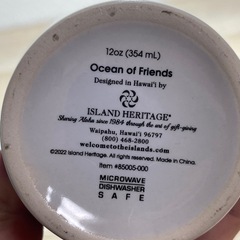 12oz (354 mL)
Ocean of Friends
Designed in Hawai'i by
ISLAND HERITAGE®
Sharing Aloha since 1984 through the art of gift-giving
Waipahu, Hawai'i 96797
(800) 468-2800
welcometotheislands.com
©2022 Island Heritage. All rights reserved. Made in China.
Item #85005-000
MICROWAVE
DISHWASHER
SAFE